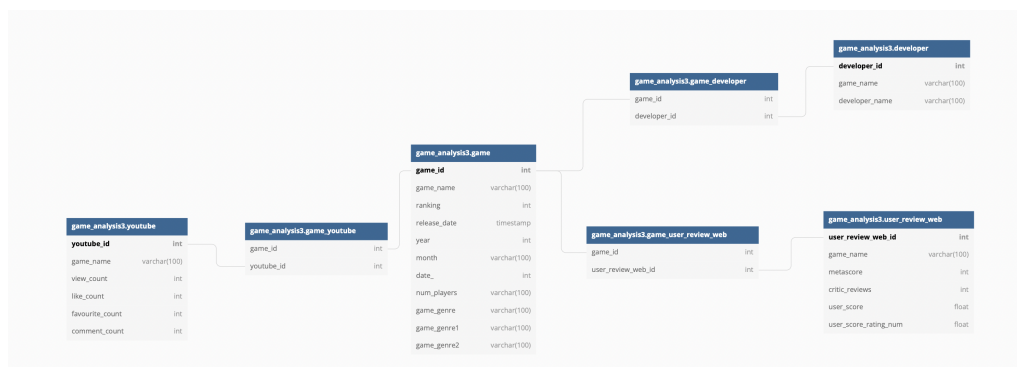 game_analysis3.developer
developer_id int
game_name varchar(100)
developer_name varchar(100)
game_analysis3.game_developer
game_id int
developer_id int
game_analysis3.game
game_id int
game_name varchar(100)
ranking int
release_date timestamp
year int
month varchar(100)
date_ int
num_players varchar(100)
game_genre varchar(100)
game_genre1 varchar(100)
game_genre2 varchar(100)
game_analysis3.youtube
youtube_id int
game_name varchar(100)
view_count int
like_count int
favourite_count int
comment_count int
game_analysis3.game_youtube
game_id int
youtube_id int
game_analysis3.game_user_review_web
game_id int
user_review_web_id int
game_analysis3.user_review_web
user_review_web_id int
game_name varchar(100)
metascore int
critic_reviews int
user_score float
user_score_rating_num float